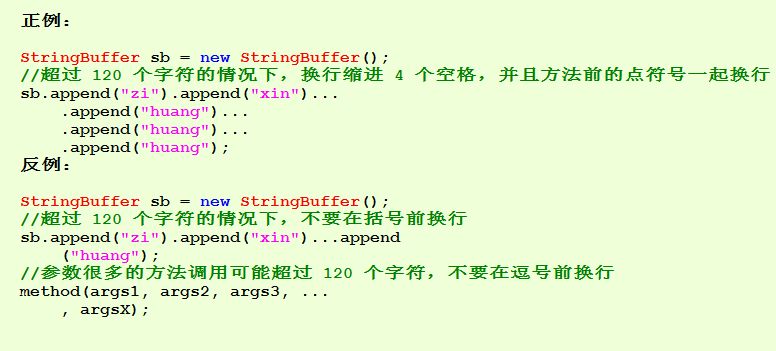 正例：
StringBuffer sb = new StringBuffer();
//超过 120 个字符的情况下，换行缩进 4 个空格，并且方法前的点符号一起换行
sb.append("zi").append("xin")...
    .append("huang")...
    .append("huang")...
    .append("huang");
反例：
StringBuffer sb = new StringBuffer();
//超过 120 个字符的情况下，不要在括号前换行
sb.append("zi").append("xin")...append
    ("huang");
//参数很多的方法调用可能超过 120 个字符，不要在逗号前换行
method(args1, args2, args3, ...
    , argsX);